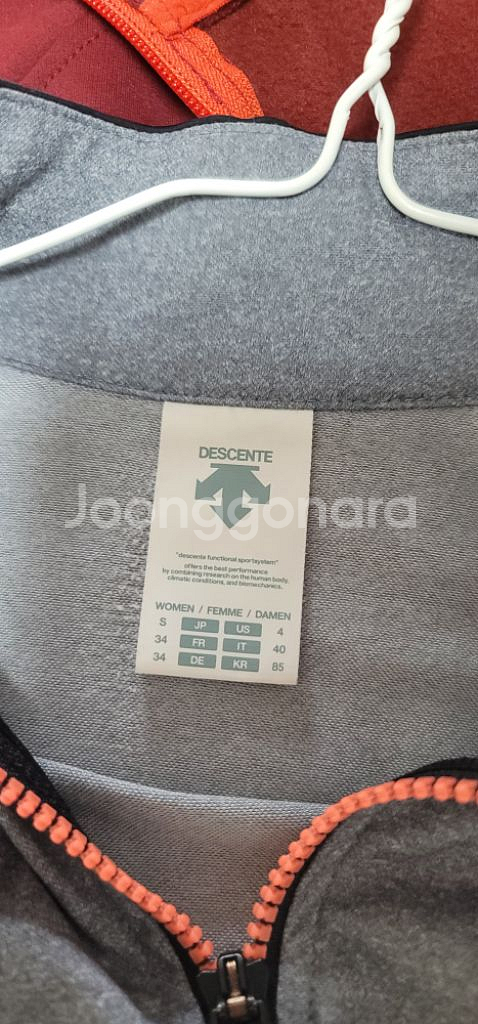 DESCENTE
Joonggonara
"descente functional sportsystem"
offers the best performance
by combining research on the human body,
climatic conditions, and biomechanics.
WOMEN / FEMME / DAMEN
S JP US 4
34 FR IT 40
34 DE KR 85